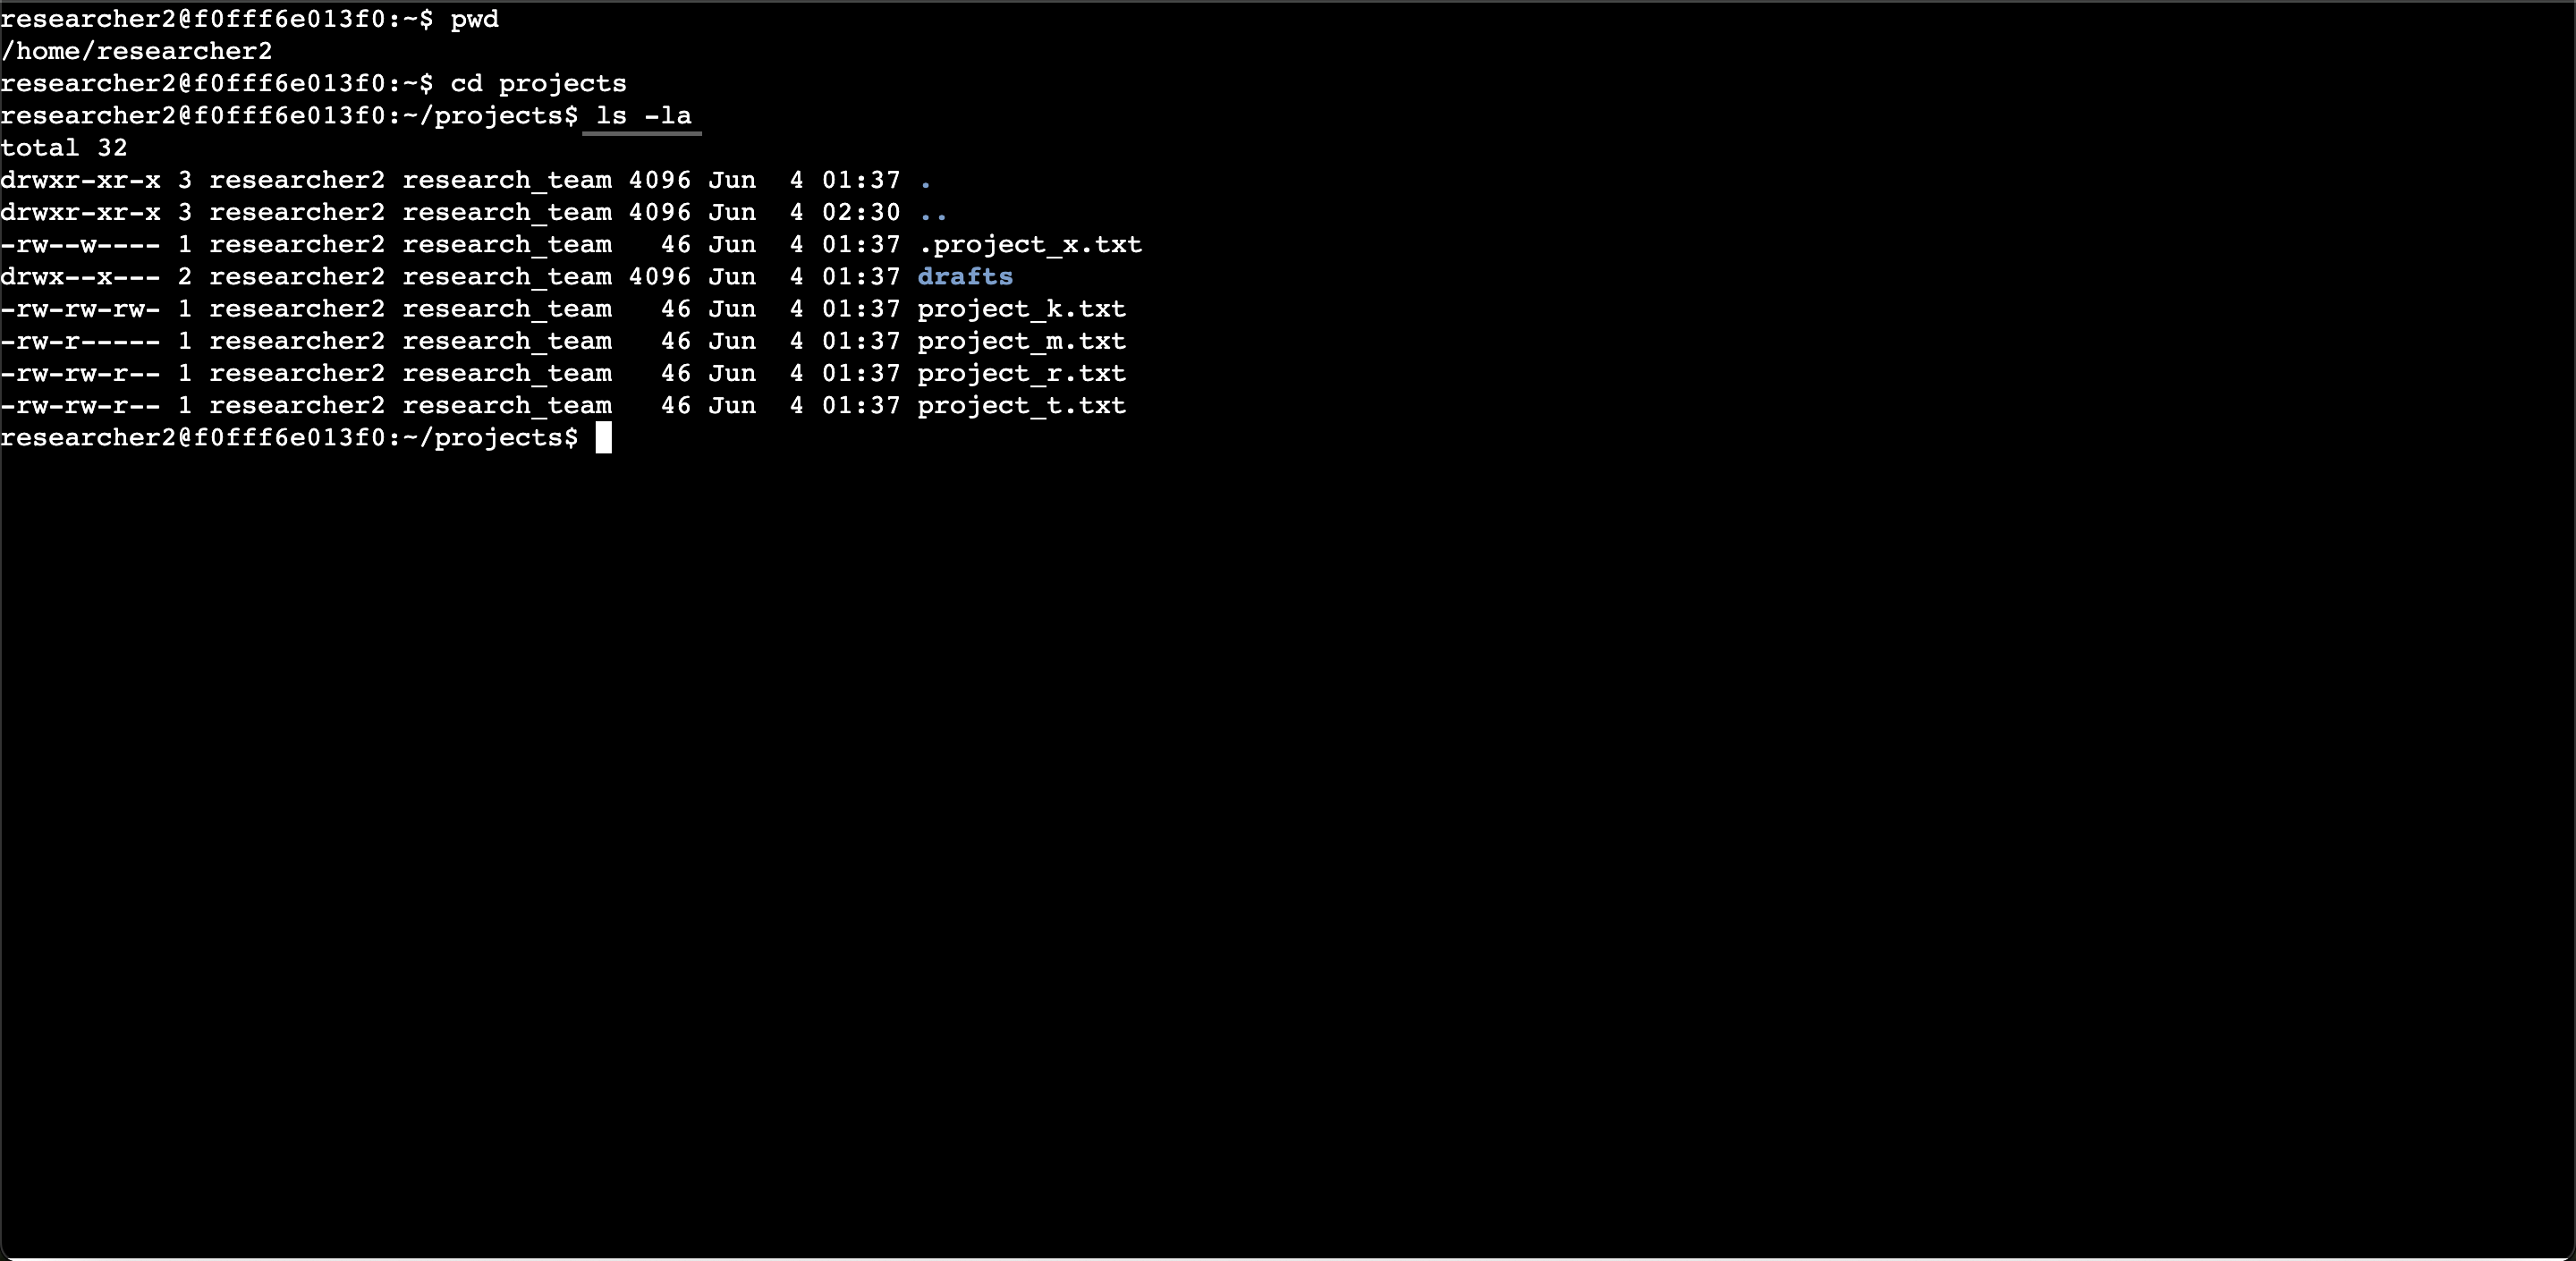 researcher2@f0fff6e013f0:~$ pwd
/home/researcher2
researcher2@f0fff6e013f0:~$ cd projects
researcher2@f0fff6e013f0:~/projects$ ls -la
total 32
drwxr-xr-x 3 researcher2 research_team 4096 Jun  4 01:37 .
drwxr-xr-x 3 researcher2 research_team 4096 Jun  4 02:30 ..
-rw--w---- 1 researcher2 research_team   46 Jun  4 01:37 .project_x.txt
drwx--x--- 2 researcher2 research_team 4096 Jun  4 01:37 drafts
-rw-rw-rw- 1 researcher2 research_team   46 Jun  4 01:37 project_k.txt
-rw-r----- 1 researcher2 research_team   46 Jun  4 01:37 project_m.txt
-rw-rw-r-- 1 researcher2 research_team   46 Jun  4 01:37 project_r.txt
-rw-rw-r-- 1 researcher2 research_team   46 Jun  4 01:37 project_t.txt
researcher2@f0fff6e013f0:~/projects$